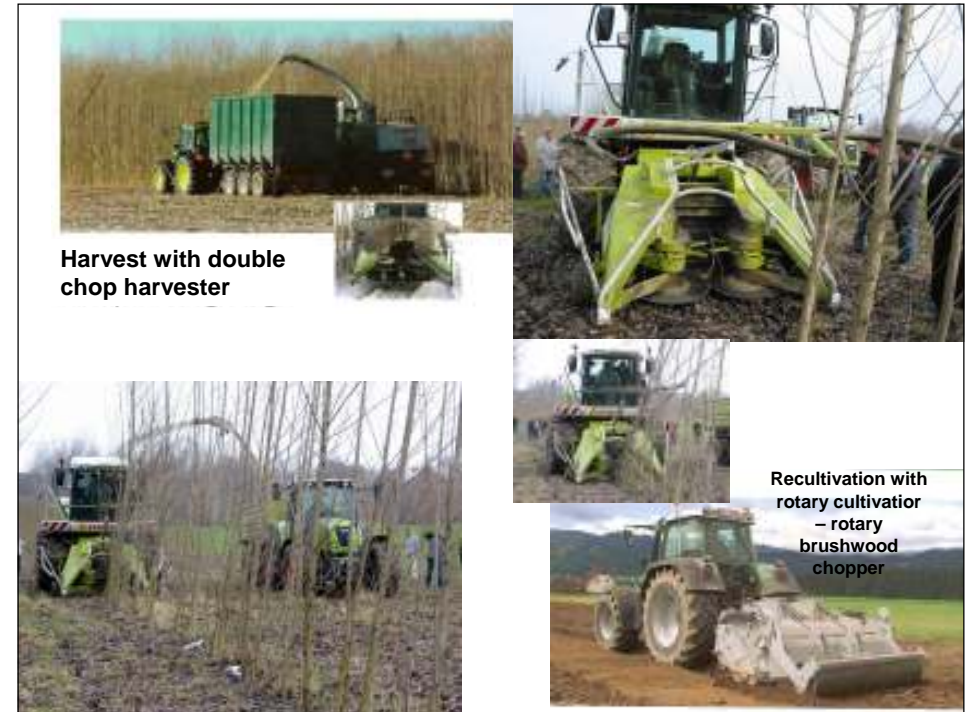 Harvest with double
chop harvester
Recultivation with
rotary cultivatior
– rotary
brushwood
chopper